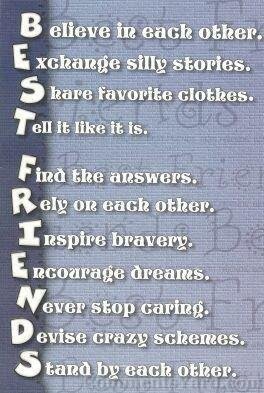 Believe in each other.
Exchange silly stories.
Share favorite clothes.
Tell it like it is.
Find the answers.
Rely on each other.
Inspire bravery.
Encourage dreams.
Never stop caring.
Devise crazy schemes.
Stand by each other.